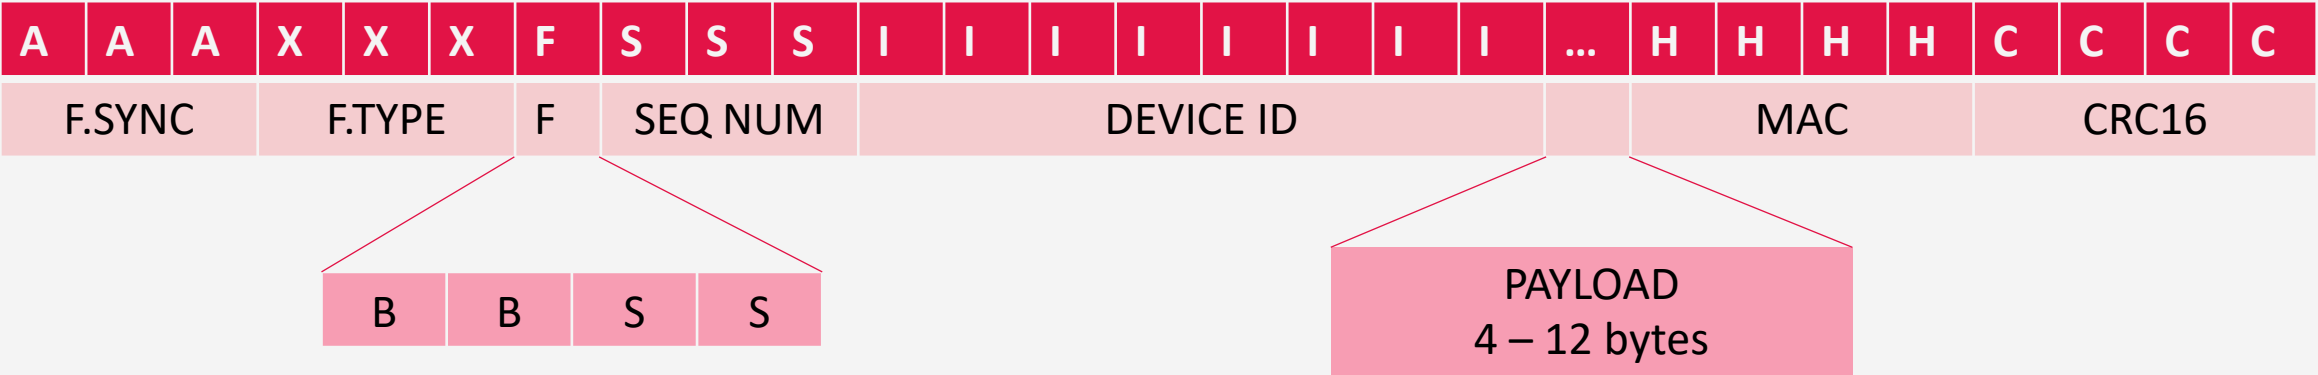 A A A X X X F S S S I I I I I I I I ... H H H H C C C C
F.SYNC F.TYPE F SEQ NUM DEVICE ID MAC CRC16
B B S S
PAYLOAD
4 – 12 bytes